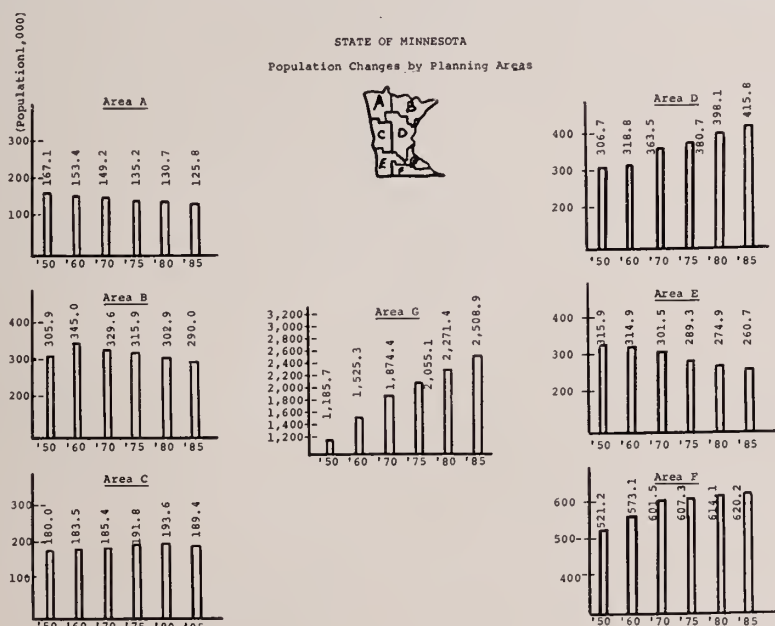 STATE OF MINNESOTA
Population Changes by Planning Areas
(Population1,000)
Area A
300
200
100
167.1 153.4 149.2 135.2 130.7 125.8
'50 '60 '70 '75 '80 '85
A B C D E F
Area D
400
300
200
306.7 318.8 363.5 380.7 398.1 415.8
'50 '60 '70 '75 '80 '85
Area B
400
300
200
305.9 345.0 329.6 315.9 302.9 290.0
'50 '60 '70 '75 '80 '85
Area G
3,200
3,000
2,800
2,600
2,400
2,200
2,000
1,800
1,600
1,400
1,200
1,185.7 1,525.3 1,874.4 2,055.1 2,271.4 2,508.9
'50 '60 '70 '75 '80 '85
Area E
400
300
200
315.9 314.9 301.5 289.3 274.9 260.7
'50 '60 '70 '75 '80 '85
Area C
300
200
100
180.0 183.5 185.4 191.8 193.6 189.4
'50 '60 '70 '75 '80 '85
Area F
600
500
400
521.2 573.1 601.5 607.3 614.1 620.2
'50 '60 '70 '75 '80 '85